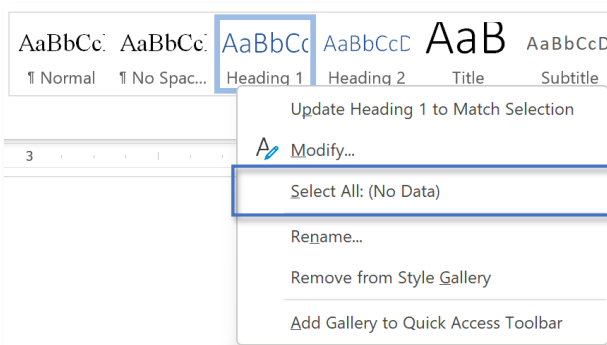 AaBbCc. AaBbCc. AaBbCc AaBbCcD AaB AaBbCcD
¶ Normal ¶ No Spac... Heading 1 Heading 2 Title Subtitle
Update Heading 1 to Match Selection
3
Modify...
Select All: (No Data)
Rename...
Remove from Style Gallery
Add Gallery to Quick Access Toolbar